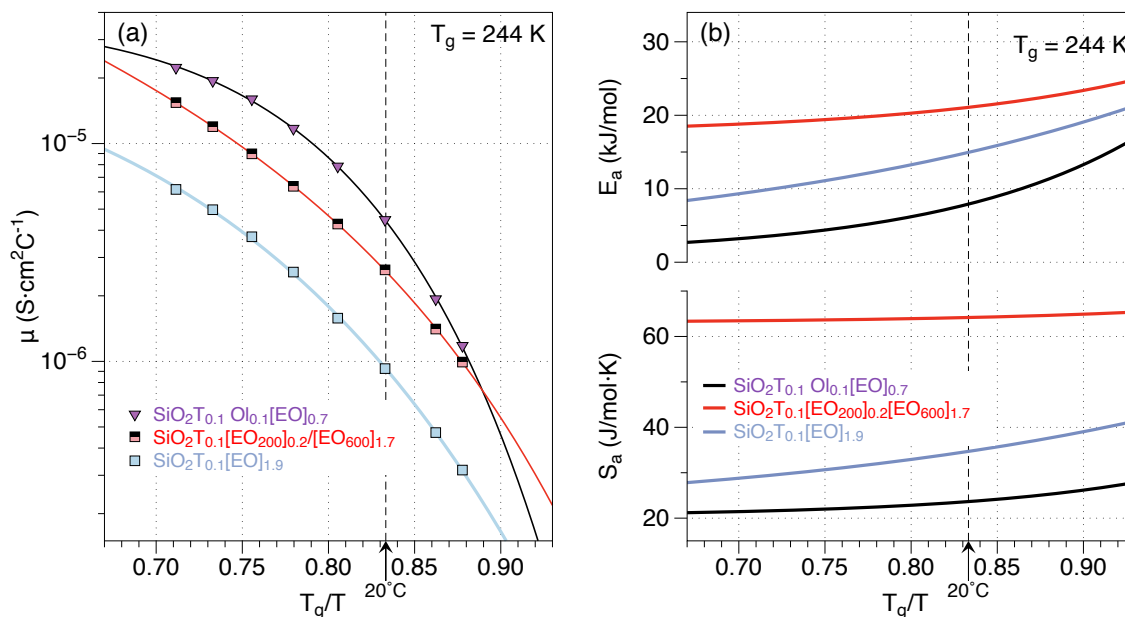 (a)
T_g = 244 K
10⁻⁵
10⁻⁶
μ (S·cm²C⁻¹)
SiO₂T₀.₁ Ol₀.₁[EO]₀.₇
SiO₂T₀.₁[EO₂₀₀]₀.₂/[EO₆₀₀]₁.₇
SiO₂T₀.₁[EO]₁.₉
0.70 0.75 0.80 0.85 0.90
20°C
T_g/T
(b)
T_g = 244 K
30
20
10
0
E_a (kJ/mol)
60
40
20
S_a (J/mol·K)
SiO₂T₀.₁ Ol₀.₁[EO]₀.₇
SiO₂T₀.₁[EO₂₀₀]₀.₂[EO₆₀₀]₁.₇
SiO₂T₀.₁[EO]₁.₉
0.70 0.75 0.80 0.85 0.90
20°C
T_g/T